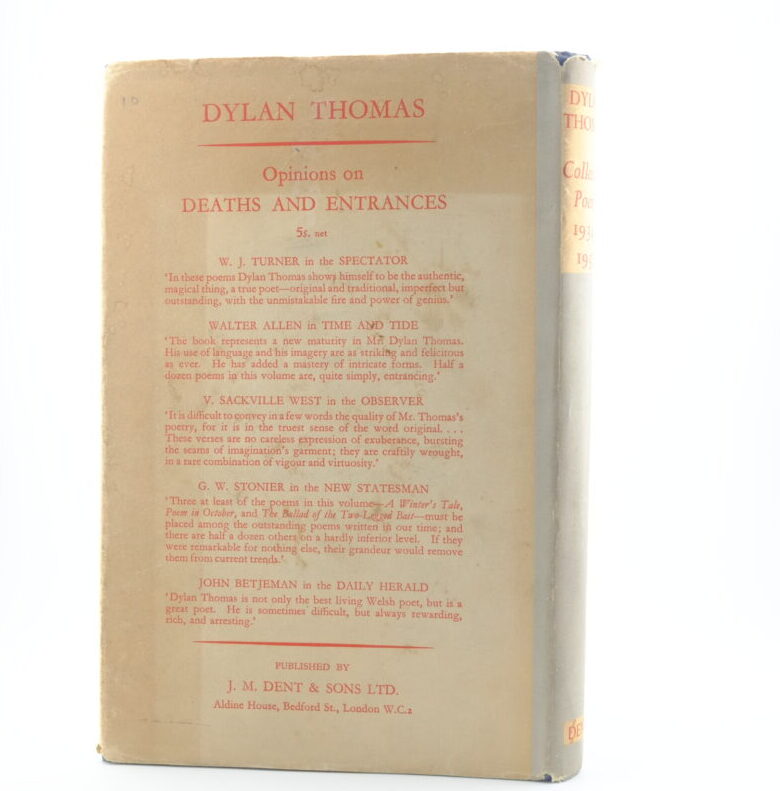 10
DYLAN THOMAS
Opinions on
DEATHS AND ENTRANCES
5s. net
W. J. TURNER in the SPECTATOR
'In these poems Dylan Thomas shows himself to be the authentic,
magical thing, a true poet—original and traditional, imperfect but
outstanding, with the unmistakable fire and power of genius.'
WALTER ALLEN in TIME AND TIDE
'The book represents a new maturity in Mr. Dylan Thomas.
His use of language and his imagery are as striking and felicitous
as ever. He has added a mastery of intricate forms. Half a
dozen poems in this volume are, quite simply, entrancing.'
V. SACKVILLE WEST in the OBSERVER
'It is difficult to convey in a few words the quality of Mr. Thomas's
poetry, for it is in the truest sense of the word original. . . .
These verses are no careless expression of exuberance, bursting
the seams of imagination's garment; they are craftily wrought,
in a rare combination of vigour and virtuosity.'
G. W. STONIER in the NEW STATESMAN
'Three at least of the poems in this volume—A Winter's Tale,
Poem in October, and The Ballad of the Two-Legged Bait—must be
placed among the outstanding poems written in our time; and
there are half a dozen others on a hardly inferior level. If they
were remarkable for nothing else, their grandeur would remove
them from current trends.'
JOHN BETJEMAN in the DAILY HERALD
'Dylan Thomas is not only the best living Welsh poet, but is a
great poet. He is sometimes difficult, but always rewarding,
rich, and arresting.'
PUBLISHED BY
J. M. DENT & SONS LTD.
Aldine House, Bedford St., London W.C.2
DYL
THO
Coll
Poe
193
19
DE